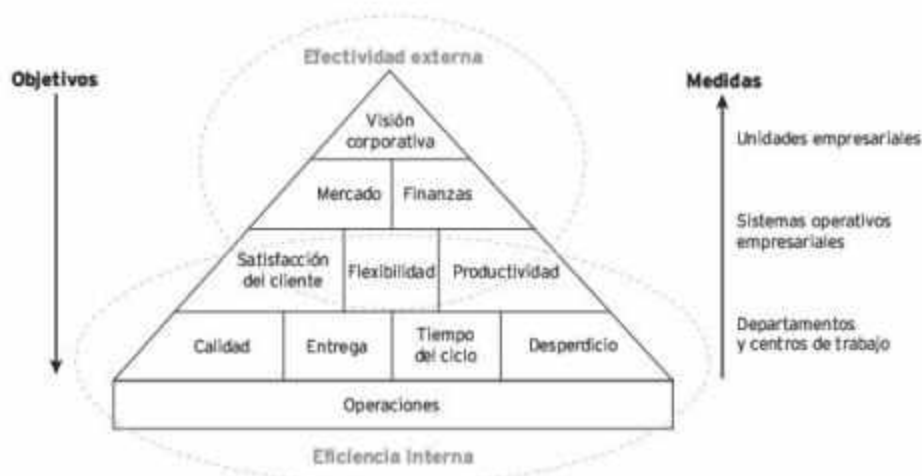 Efectividad externa
Objetivos
Medidas
Visión
corporativa
Unidades empresariales
Mercado
Finanzas
Sistemas operativos
empresariales
Satisfacción
del cliente
Flexibilidad
Productividad
Departamentos
y centros de trabajo
Calidad
Entrega
Tiempo
del ciclo
Desperdicio
Operaciones
Eficiencia interna